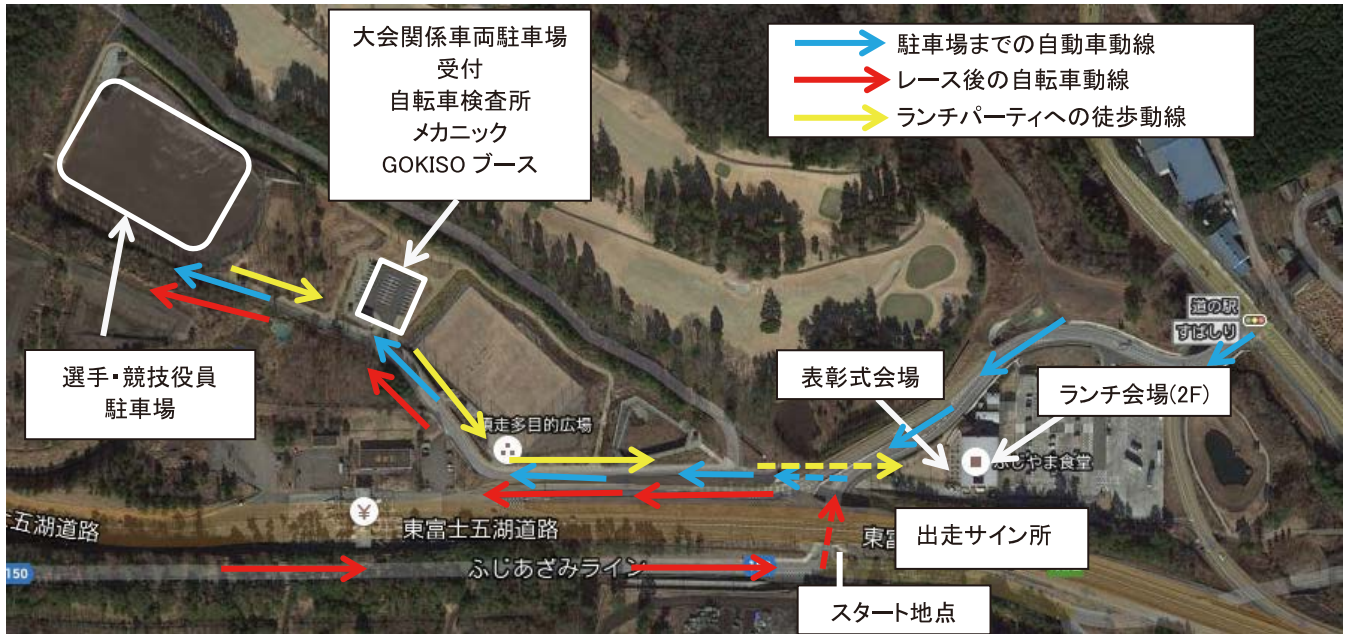 大会関係車両駐車場
受付
自転車検査所
メカニック
GOKISO ブース
駐車場までの自動車動線
レース後の自転車動線
ランチパーティへの徒歩動線
道の駅
すばしり
選手・競技役員
駐車場
表彰式会場
ランチ会場(2F)
須走多目的広場
ふじやま食堂
¥
東富士五湖道路
士五湖道路
東富
出走サイン所
150
ふじあざみライン
スタート地点